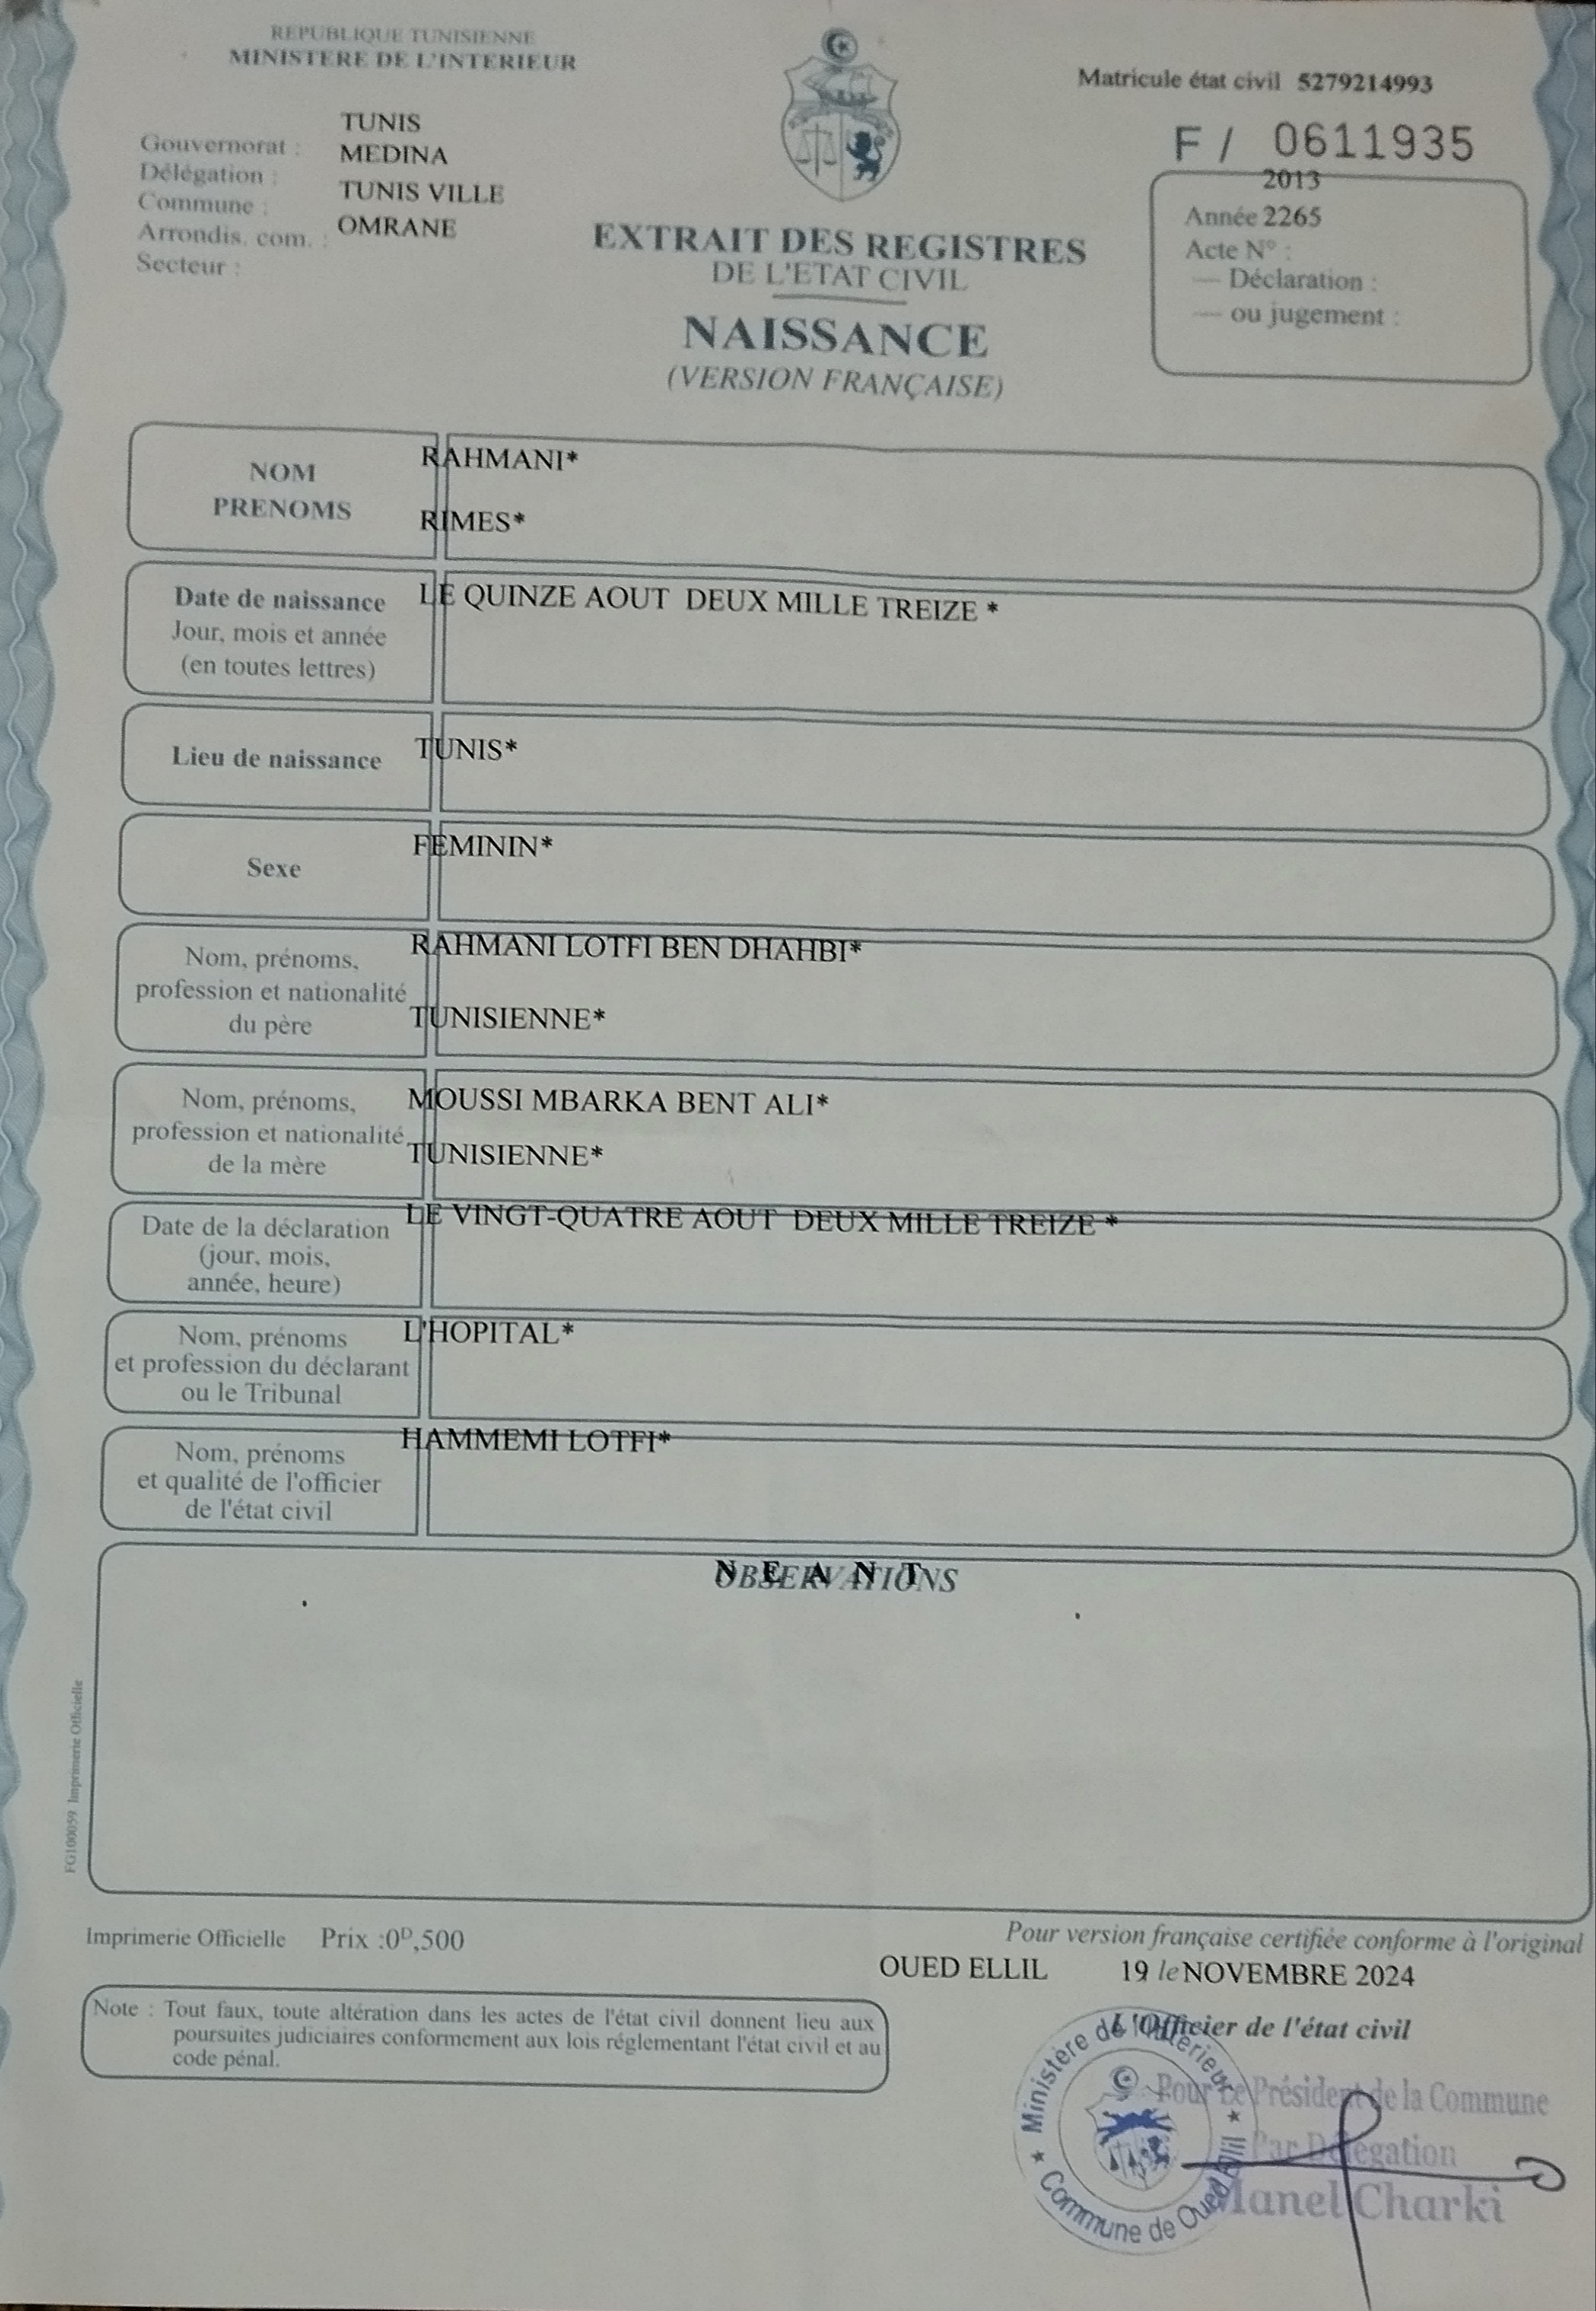 REPUBLIQUE TUNISIENNE
MINISTERE DE L'INTERIEUR
Matricule état civil 5279214993
F / 0611935
Gouvernorat : TUNIS
Délégation : MEDINA
Commune : TUNIS VILLE
Arrondis. com. : OMRANE
Secteur :
2013
Année 2265
Acte N° :
— Déclaration :
— ou jugement :
EXTRAIT DES REGISTRES
DE L'ETAT CIVIL
NAISSANCE
(VERSION FRANÇAISE)
NOM RAHMANI*
PRENOMS RIMES*
Date de naissance LE QUINZE AOUT DEUX MILLE TREIZE *
Jour, mois et année
(en toutes lettres)
Lieu de naissance TUNIS*
Sexe FEMININ*
Nom, prénoms, RAHMANI LOTFI BEN DHAHBI*
profession et nationalité
du père TUNISIENNE*
Nom, prénoms, MOUSSI MBARKA BENT ALI*
profession et nationalité
de la mère TUNISIENNE*
Date de la déclaration LE VINGT-QUATRE AOUT DEUX MILLE TREIZE *
(jour, mois,
année, heure)
Nom, prénoms L'HOPITAL*
et profession du déclarant
ou le Tribunal
Nom, prénoms HAMMEMI LOTFI*
et qualité de l'officier
de l'état civil
OBSERVATIONS
N E A N T
FG100059 Imprimerie Officielle
Imprimerie Officielle Prix :0ᴰ,500
Pour version française certifiée conforme à l'original
OUED ELLIL 19 le NOVEMBRE 2024
L'Officier de l'état civil
Note : Tout faux, toute altération dans les actes de l'état civil donnent lieu aux
poursuites judiciaires conformement aux lois réglementant l'état civil et au
code pénal.
Ministère de l'Intérieur
★ Commune de Oued Ellil ★
Pour Le Président de la Commune
Par Délégation
Manel Charki